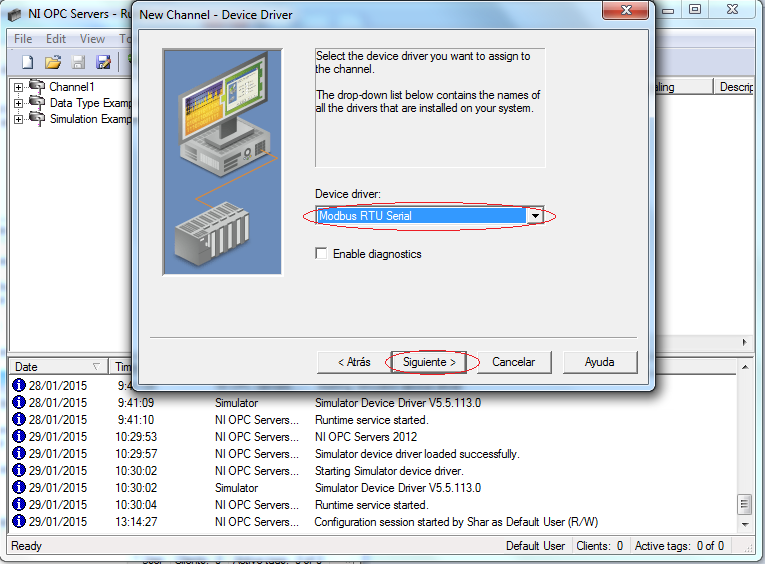 NI OPC Servers - Ru
New Channel - Device Driver
File Edit View To
Channel1
Data Type Examp
Simulation Examp
Select the device driver you want to assign to
the channel.
The drop-down list below contains the names of
all the drivers that are installed on your system.
Device driver:
Modbus RTU Serial
Enable diagnostics
< Atrás Siguiente > Cancelar Ayuda
aling Descrip
Date Tim
28/01/2015 9:4
28/01/2015 9:41:09 Simulator Simulator Device Driver V5.5.113.0
28/01/2015 9:41:10 NI OPC Servers... Runtime service started.
29/01/2015 10:29:53 NI OPC Servers... NI OPC Servers 2012
29/01/2015 10:29:57 NI OPC Servers... Simulator device driver loaded successfully.
29/01/2015 10:30:02 NI OPC Servers... Starting Simulator device driver.
29/01/2015 10:30:02 Simulator Simulator Device Driver V5.5.113.0
29/01/2015 10:30:04 NI OPC Servers... Runtime service started.
29/01/2015 13:14:27 NI OPC Servers... Configuration session started by Shar as Default User (R/W)
Ready Default User Clients: 0 Active tags: 0 of 0